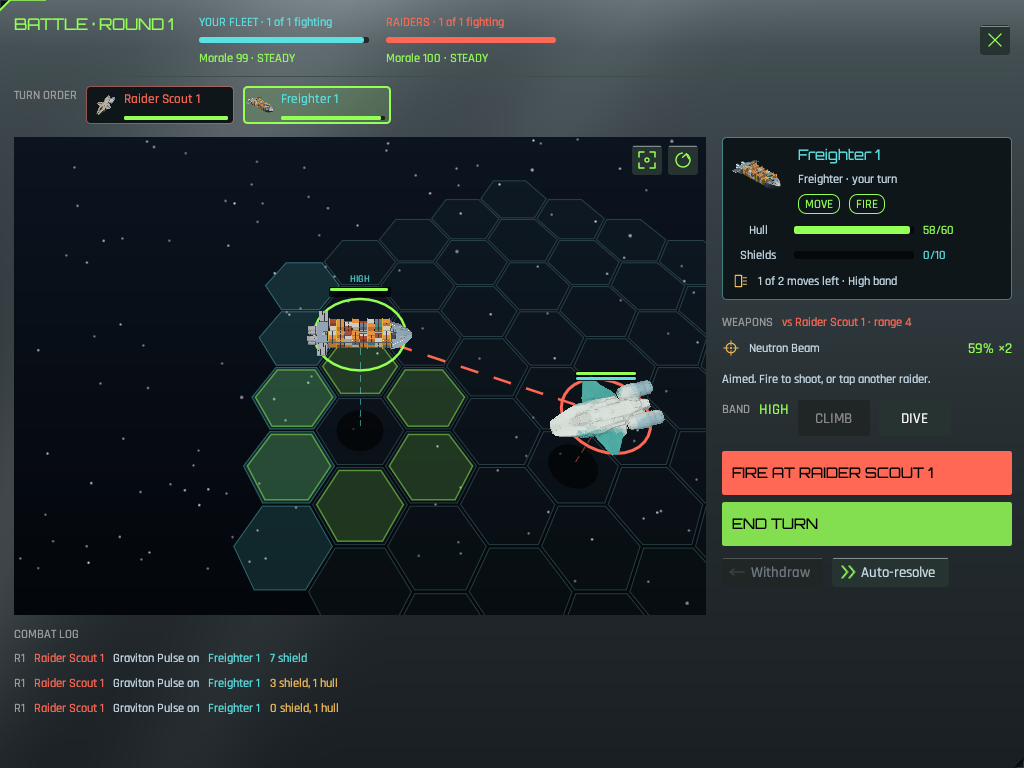 BATTLE · ROUND 1
YOUR FLEET · 1 of 1 fighting
RAIDERS · 1 of 1 fighting
Morale 99 · STEADY
Morale 100 · STEADY
TURN ORDER
Raider Scout 1
Freighter 1
HIGH
Freighter 1
Freighter · your turn
MOVE
FIRE
Hull
58/60
Shields
0/10
1 of 2 moves left · High band
WEAPONS vs Raider Scout 1 · range 4
Neutron Beam 59% ×2
Aimed. Fire to shoot, or tap another raider.
BAND HIGH CLIMB DIVE
FIRE AT RAIDER SCOUT 1
END TURN
Withdraw
Auto-resolve
COMBAT LOG
R1 Raider Scout 1 Graviton Pulse on Freighter 1 7 shield
R1 Raider Scout 1 Graviton Pulse on Freighter 1 3 shield, 1 hull
R1 Raider Scout 1 Graviton Pulse on Freighter 1 0 shield, 1 hull